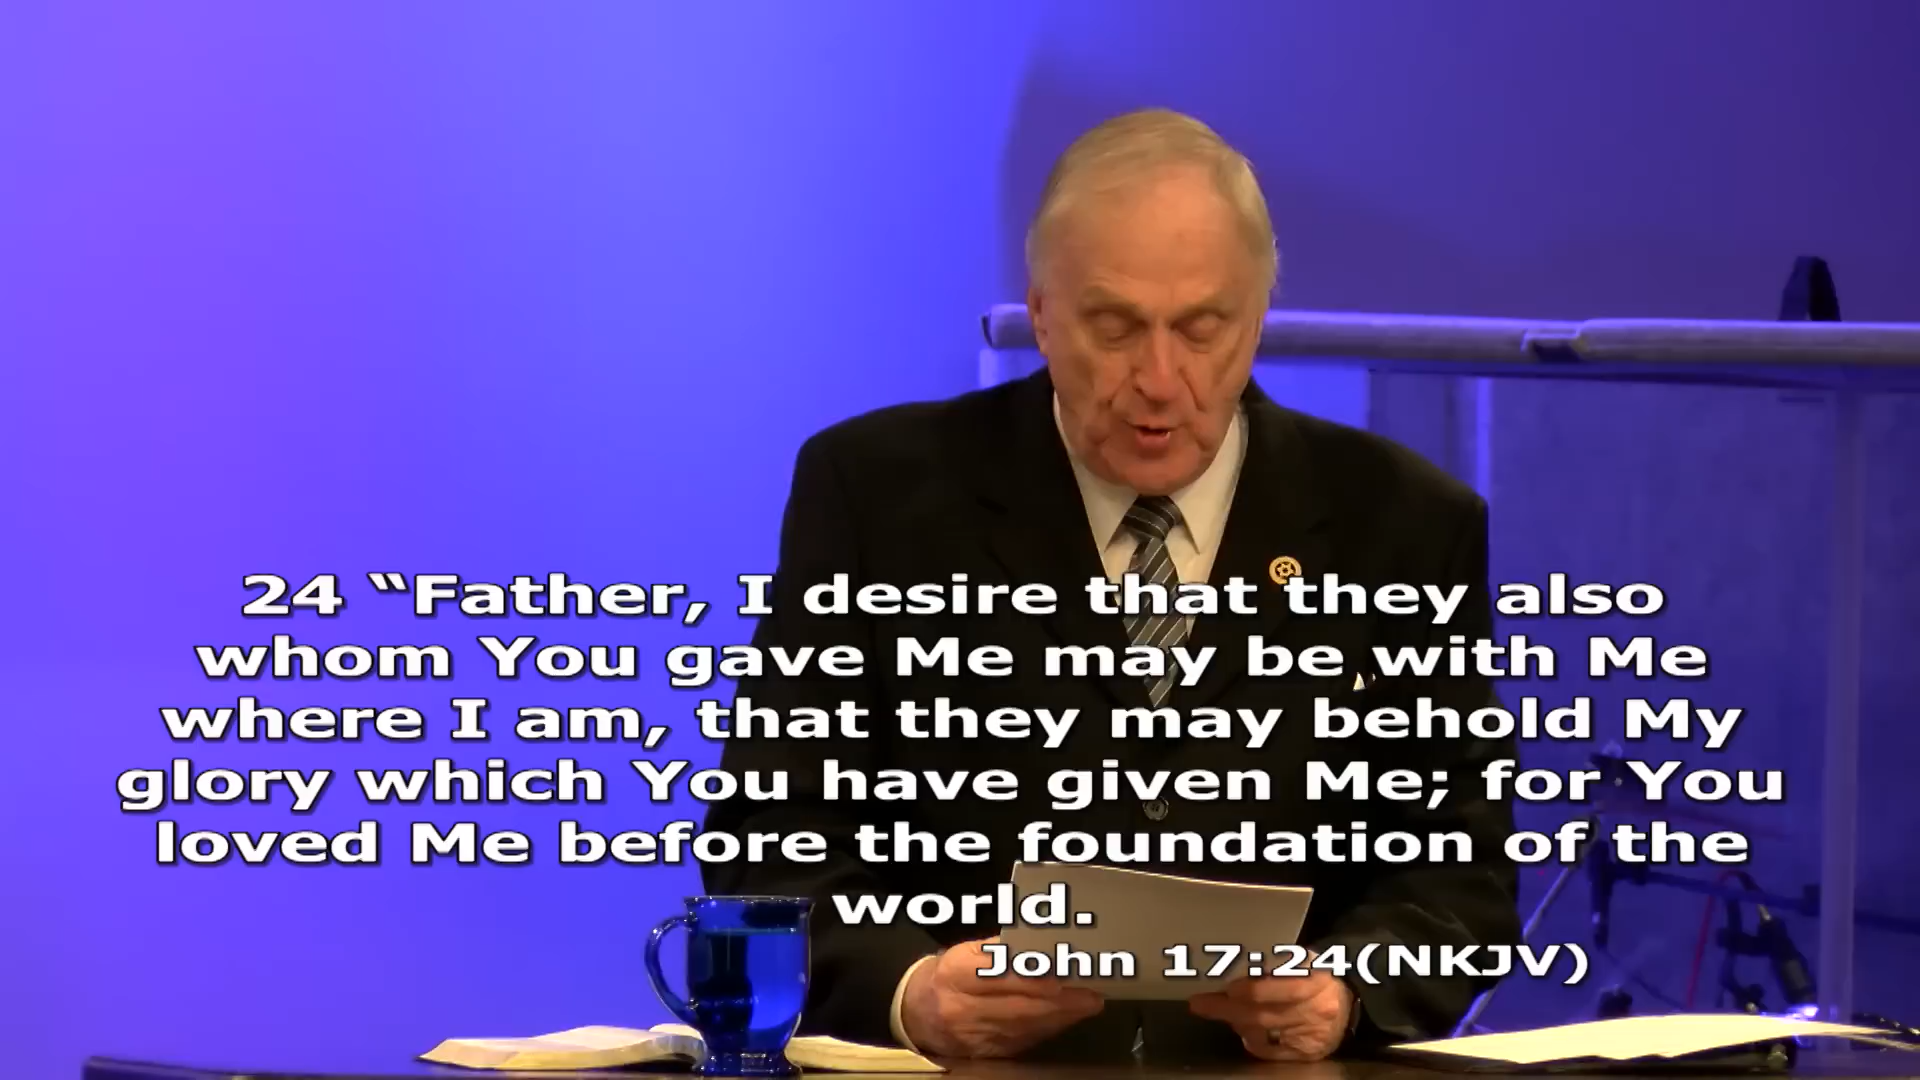 24 “Father, I desire that they also
whom You gave Me may be with Me
where I am, that they may behold My
glory which You have given Me; for You
loved Me before the foundation of the
world.
John 17:24(NKJV)